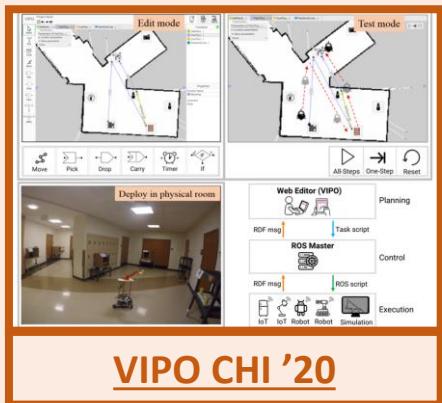 VIPO
Edit mode
Move
Pick
Drop
Carry
Timer
If
Test mode
All-Steps
One-Step
Reset
Deploy in physical room
Web Editor (VIPO)
Planning
RDF msg
Task script
ROS Master
Control
RDF msg
ROS script
IoT
IoT
Robot
Robot
Simulation
Execution
VIPO CHI '20